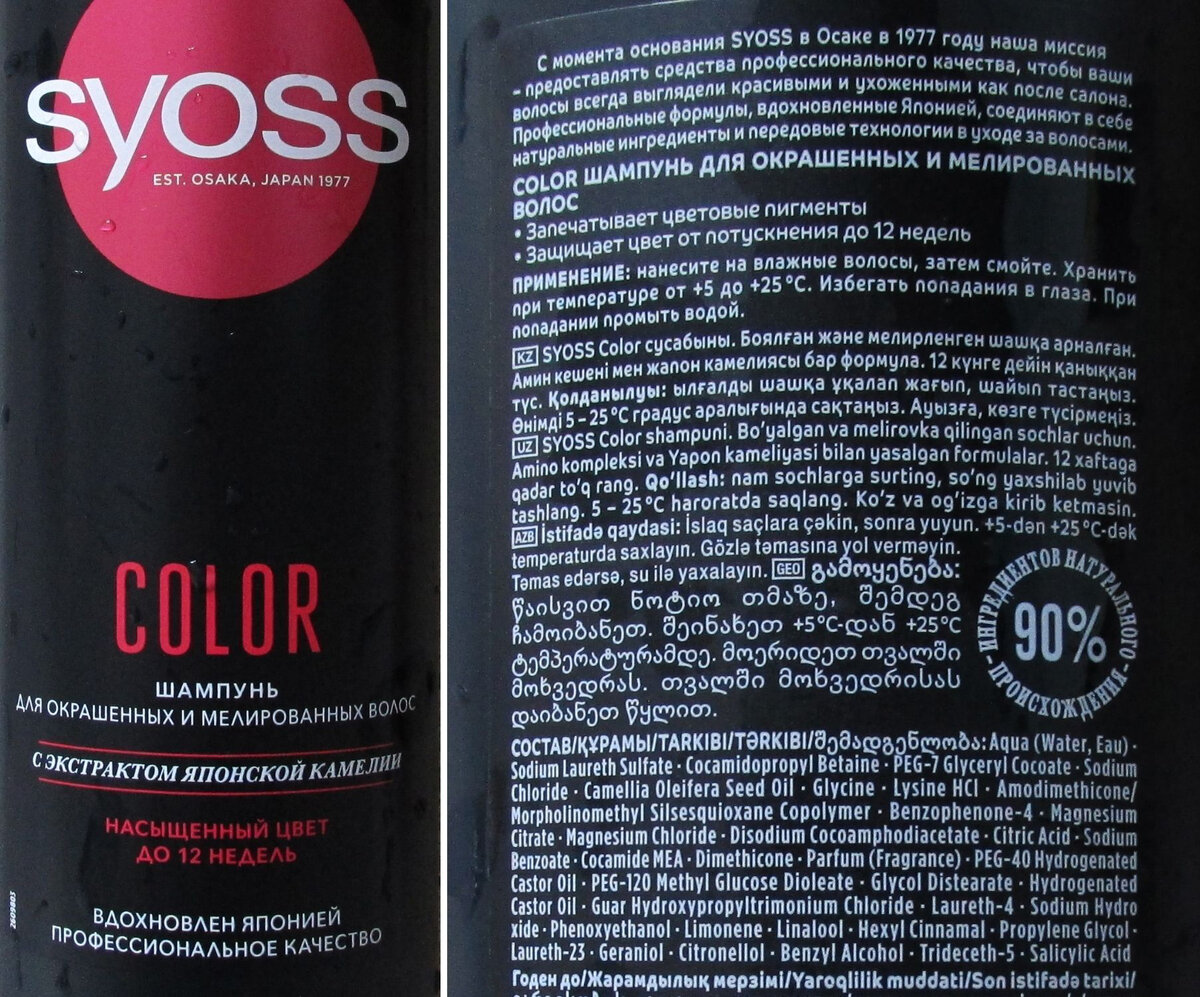 SYOSS
EST. OSAKA, JAPAN 1977
COLOR
ШАМПУНЬ
ДЛЯ ОКРАШЕННЫХ И МЕЛИРОВАННЫХ ВОЛОС
С ЭКСТРАКТОМ ЯПОНСКОЙ КАМЕЛИИ
НАСЫЩЕННЫЙ ЦВЕТ
ДО 12 НЕДЕЛЬ
ВДОХНОВЛЕН ЯПОНИЕЙ
ПРОФЕССИОНАЛЬНОЕ КАЧЕСТВО
2609803
С момента основания SYOSS в Осаке в 1977 году наша миссия
– предоставлять средства профессионального качества, чтобы ваши
волосы всегда выглядели красивыми и ухоженными как после салона.
Профессиональные формулы, вдохновленные Японией, соединяют в себе
натуральные ингредиенты и передовые технологии в уходе за волосами.
COLOR ШАМПУНЬ ДЛЯ ОКРАШЕННЫХ И МЕЛИРОВАННЫХ
ВОЛОС
• Запечатывает цветовые пигменты
• Защищает цвет от потускнения до 12 недель
ПРИМЕНЕНИЕ: нанесите на влажные волосы, затем смойте. Хранить
при температуре от +5 до +25 °C. Избегать попадания в глаза. При
попадании промыть водой.
KZ SYOSS Color сусабыны. Боялған және мелирленген шашқа арналған.
Амин кешені мен жапон камелиясы бар формула. 12 күнге дейін қаныққан
түс. Қолданылуы: ылғалды шашқа ұқалап жағып, шайып тастаңыз.
Өнімді 5 – 25 °C градус аралығында сақтаңыз. Ауызға, көзге түсірмеңіз.
UZ SYOSS Color shampuni. Bo'yalgan va melirovka qilingan sochlar uchun.
Amino kompleksi va Yapon kameliyasi bilan yasalgan formulalar. 12 xaftaga
qadar to'q rang. Qo'llash: nam sochlarga surting, so'ng yaxshilab yuvib
tashlang. 5 – 25 °C haroratda saqlang. Ko'z va og'izga kirib ketmasin.
AZB İstifadə qaydasi: İslaq saçlara çəkin, sonra yuyun. +5-dən +25 °C-dək
temperaturda saxlayın. Gözlə təmasına yol verməyin.
Təmas edərsə, su ilə yaxalayın. GEO გამოყენება:
წაისვით ნოტიო თმაზე, შემდეგ
ჩამოიბანეთ. შეინახეთ +5°C-დან +25°C
ტემპერატურამდე. მოერიდეთ თვალში
მოხვედრას. თვალში მოხვედრისას
დაიბანეთ წყლით.
90%
ИНГРЕДИЕНТОВ НАТУРАЛЬНОГО
– ПРОИСХОЖДЕНИЯ –
СОСТАВ/ҚҰРАМЫ/TARKIBI/TƏRKIBI/შემადგენლობა: Aqua (Water, Eau) ·
Sodium Laureth Sulfate · Cocamidopropyl Betaine · PEG-7 Glyceryl Cocoate · Sodium
Chloride · Camellia Oleifera Seed Oil · Glycine · Lysine HCl · Amodimethicone/
Morpholinomethyl Silsesquioxane Copolymer · Benzophenone-4 · Magnesium
Citrate · Magnesium Chloride · Disodium Cocoamphodiacetate · Citric Acid · Sodium
Benzoate · Cocamide MEA · Dimethicone · Parfum (Fragrance) · PEG-40 Hydrogenated
Castor Oil · PEG-120 Methyl Glucose Dioleate · Glycol Distearate · Hydrogenated
Castor Oil · Guar Hydroxypropyltrimonium Chloride · Laureth-4 · Sodium Hydro
xide · Phenoxyethanol · Limonene · Linalool · Hexyl Cinnamal · Propylene Glycol ·
Laureth-23 · Geraniol · Citronellol · Benzyl Alcohol · Trideceth-5 · Salicylic Acid
Годен до/Жарамдылық мерзімі/Yaroqlilik muddati/Son istifadə tarixi/